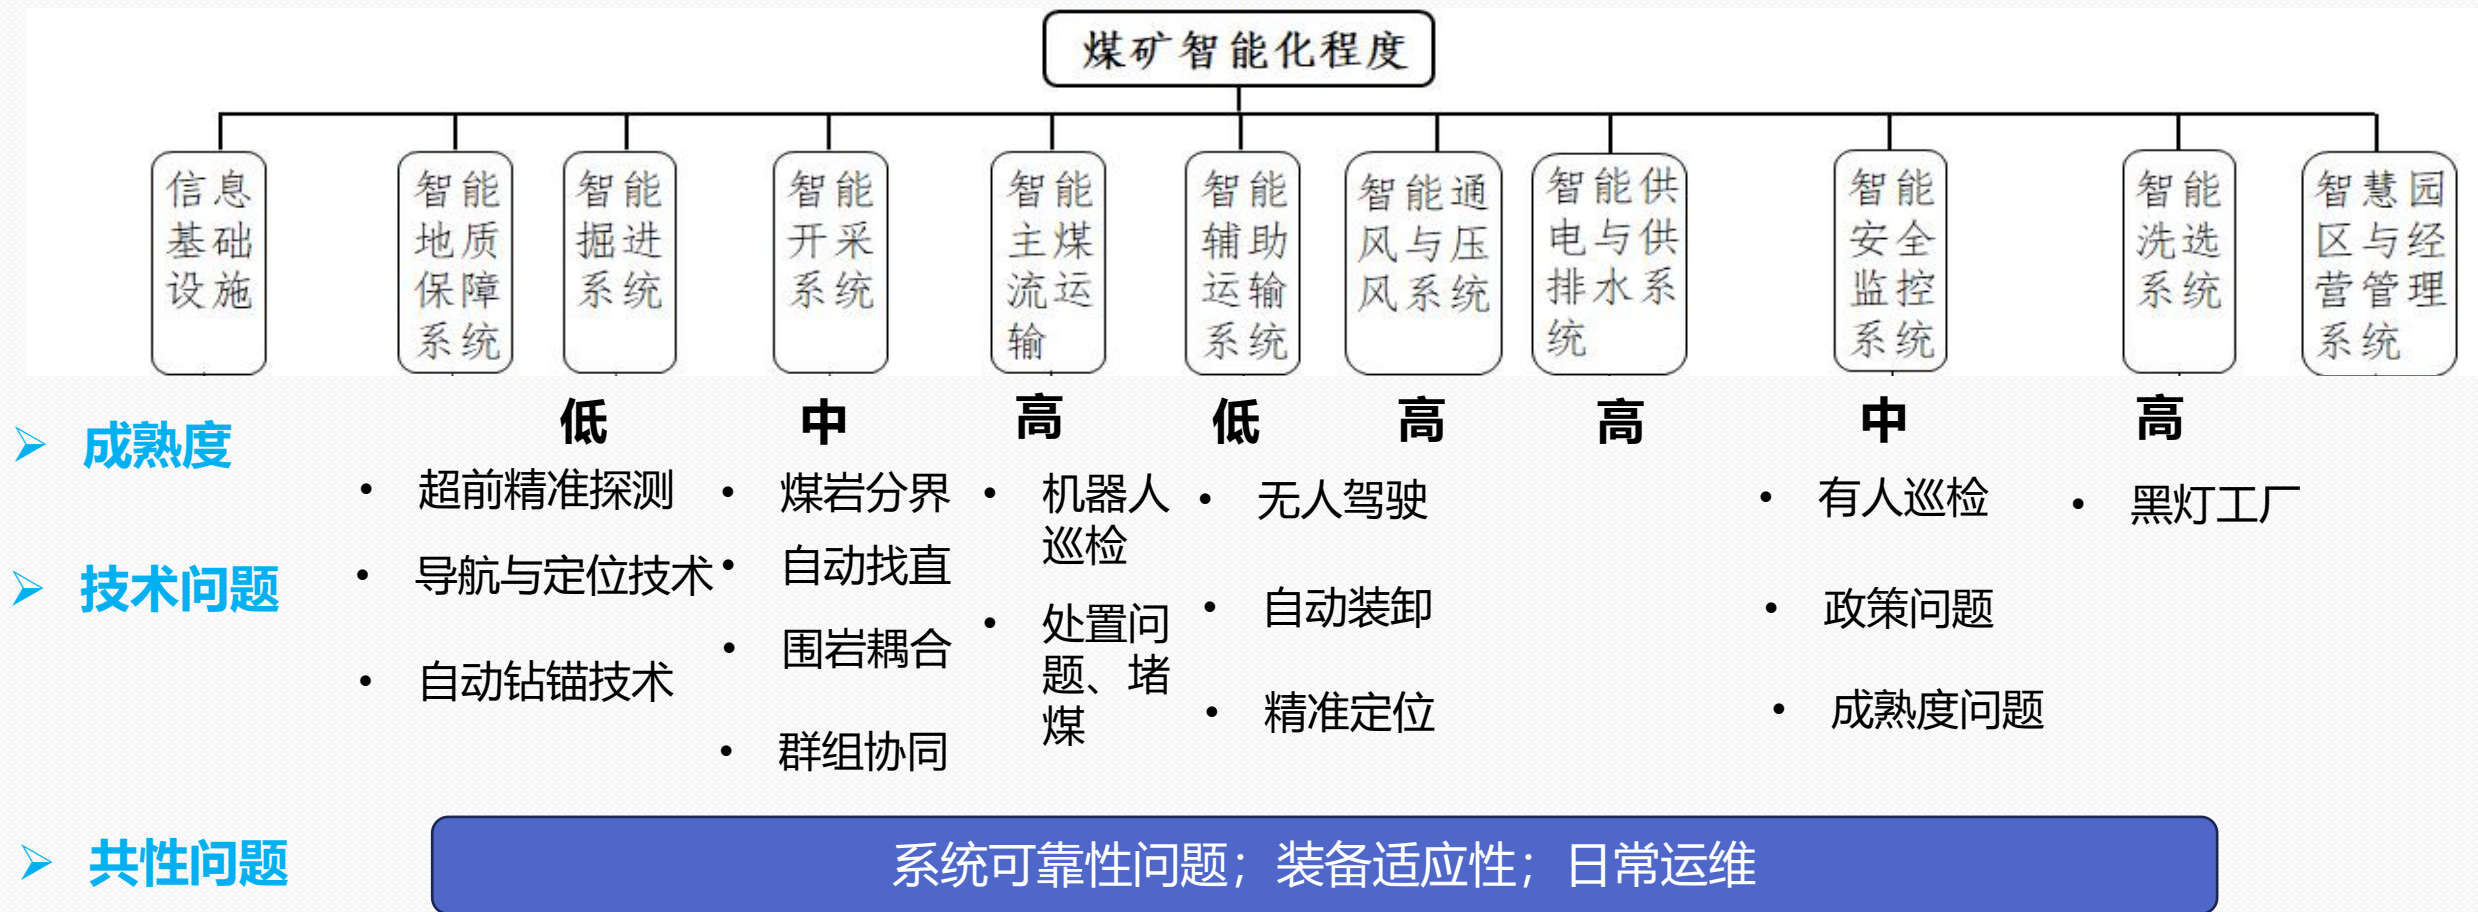 煤矿智能化程度
信息
基础
设施
智能
地质
保障
系统
智能
掘进
系统
智能
开采
系统
智能
主煤
流运
输
智能
辅助
运输
系统
智能通
风与压
风系统
智能供
电与供
排水系
统
智能
安全
监控
系统
智能
洗选
系统
智慧园
区与经
营管理
系统
➢ 成熟度
低
中
高
低
高
高
中
高
➢ 技术问题
• 超前精准探测
• 导航与定位技术
• 自动钻锚技术
• 煤岩分界
• 自动找直
• 围岩耦合
• 群组协同
• 机器人
巡检
• 处置问
题、堵
煤
• 无人驾驶
• 自动装卸
• 精准定位
• 有人巡检
• 政策问题
• 成熟度问题
• 黑灯工厂
➢ 共性问题
系统可靠性问题；装备适应性；日常运维